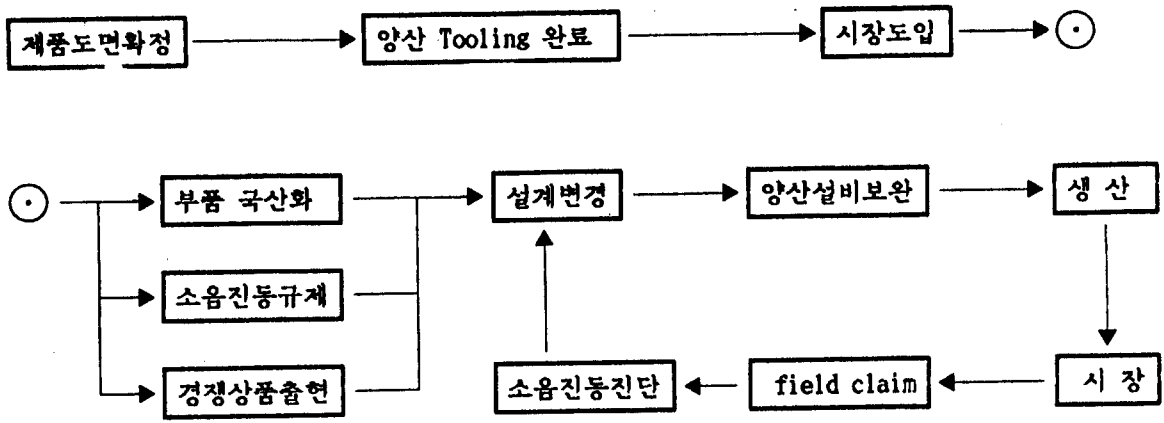 제품도면확정
양산 Tooling 완료
시장도입
부품 국산화
설계변경
양산설비보완
생 산
소음진동규제
경쟁상품출현
소음진동진단
field claim
시 장